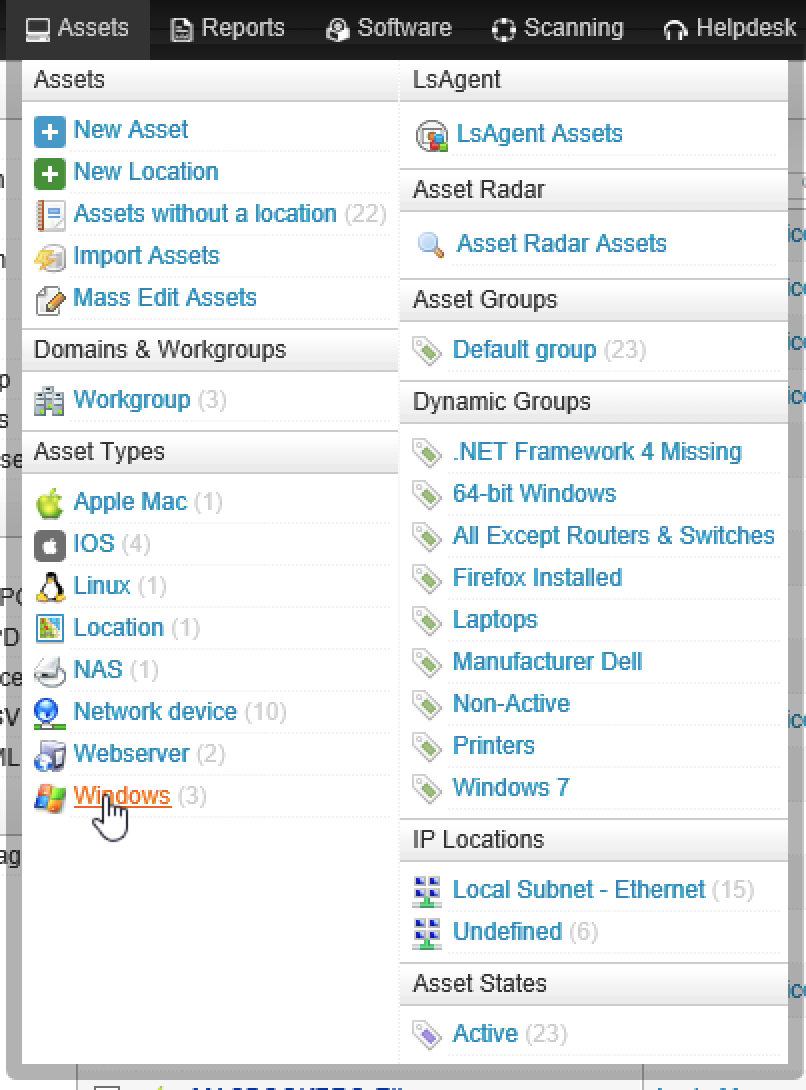 Assets Reports Software Scanning Helpdesk
Assets
New Asset
New Location
Assets without a location (22)
Import Assets
Mass Edit Assets
Domains & Workgroups
Workgroup (3)
Asset Types
Apple Mac (1)
IOS (4)
Linux (1)
Location (1)
NAS (1)
Network device (10)
Webserver (2)
Windows (3)
LsAgent
LsAgent Assets
Asset Radar
Asset Radar Assets
Asset Groups
Default group (23)
Dynamic Groups
.NET Framework 4 Missing
64-bit Windows
All Except Routers & Switches
Firefox Installed
Laptops
Manufacturer Dell
Non-Active
Printers
Windows 7
IP Locations
Local Subnet - Ethernet (15)
Undefined (6)
Asset States
Active (23)